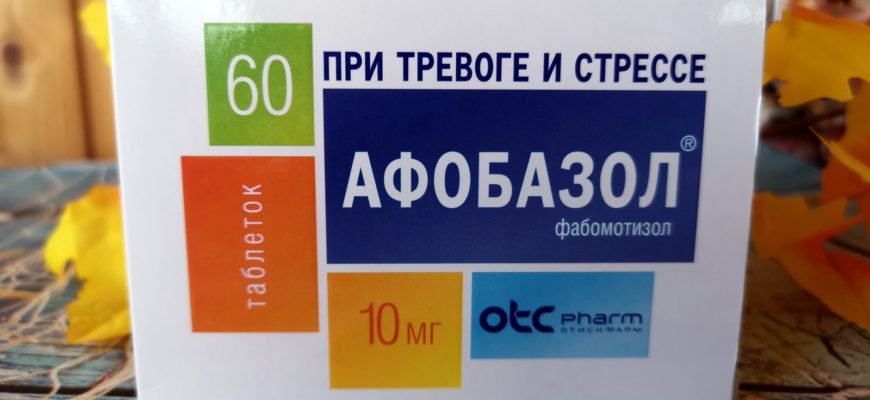 60
таблеток
ПРИ ТРЕВОГЕ И СТРЕССЕ
АФОБАЗОЛ®
фабомотизол
10 мг
otc pharm
ОТИСИФАРМ